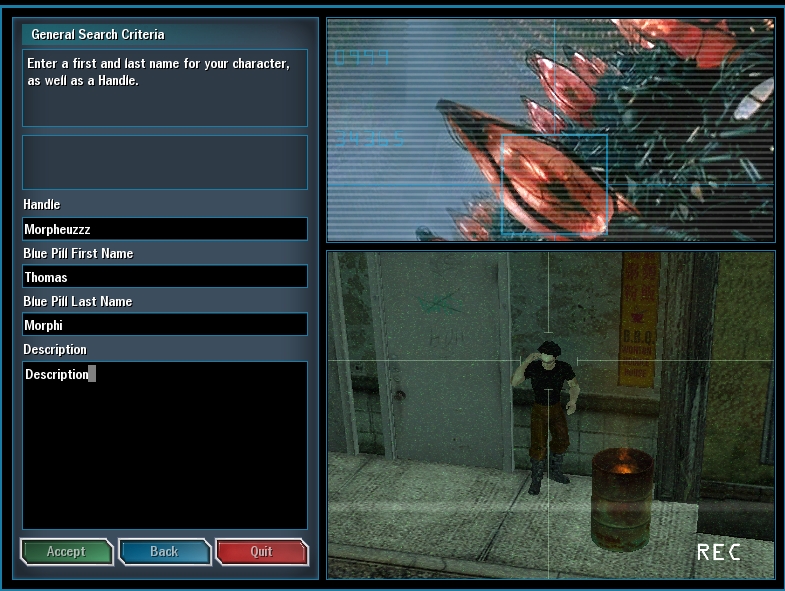 General Search Criteria
Enter a first and last name for your character,
as well as a Handle.
Handle
Morpheuzzz
Blue Pill First Name
Thomas
Blue Pill Last Name
Morphi
Description
Description
Accept
Back
Quit
REC